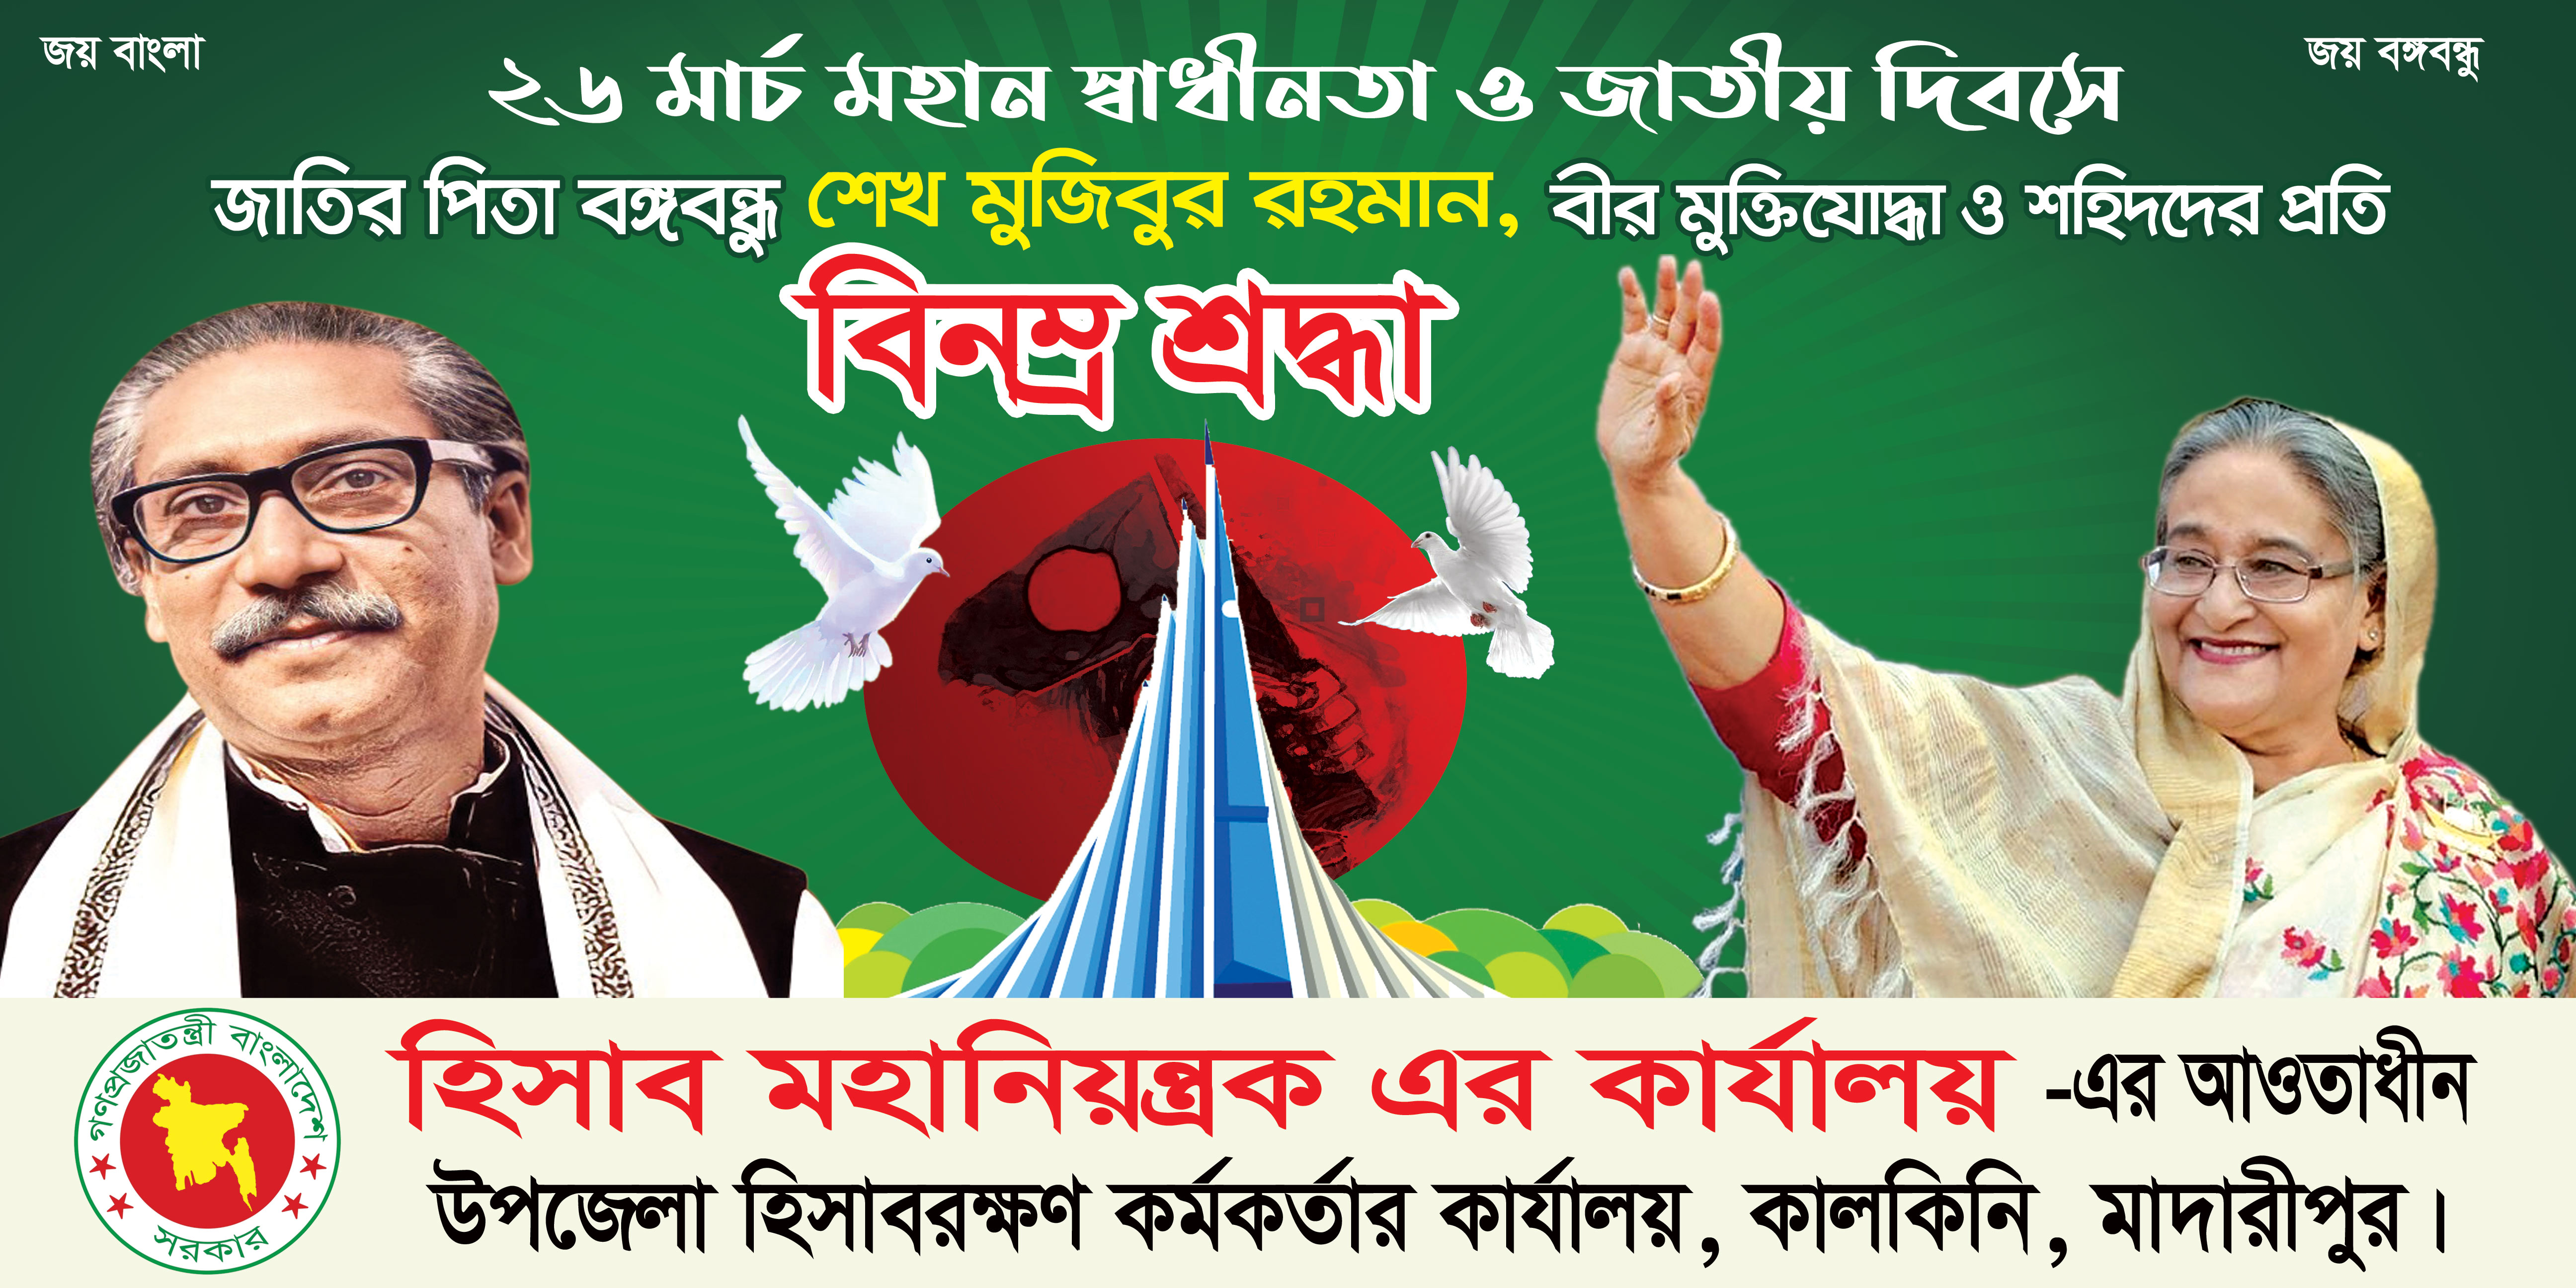 জয় বাংলা
জয় বঙ্গবন্ধু
২৬ মার্চ মহান স্বাধীনতা ও জাতীয় দিবসে
জাতির পিতা বঙ্গবন্ধু শেখ মুজিবুর রহমান, বীর মুক্তিযোদ্ধা ও শহিদদের প্রতি
বিনম্র শ্রদ্ধা
গণপ্রজাতন্ত্রী বাংলাদেশ
সরকার
হিসাব মহানিয়ন্ত্রক এর কার্যালয় -এর আওতাধীন
উপজেলা হিসাবরক্ষণ কর্মকর্তার কার্যালয়, কালকিনি, মাদারীপুর।